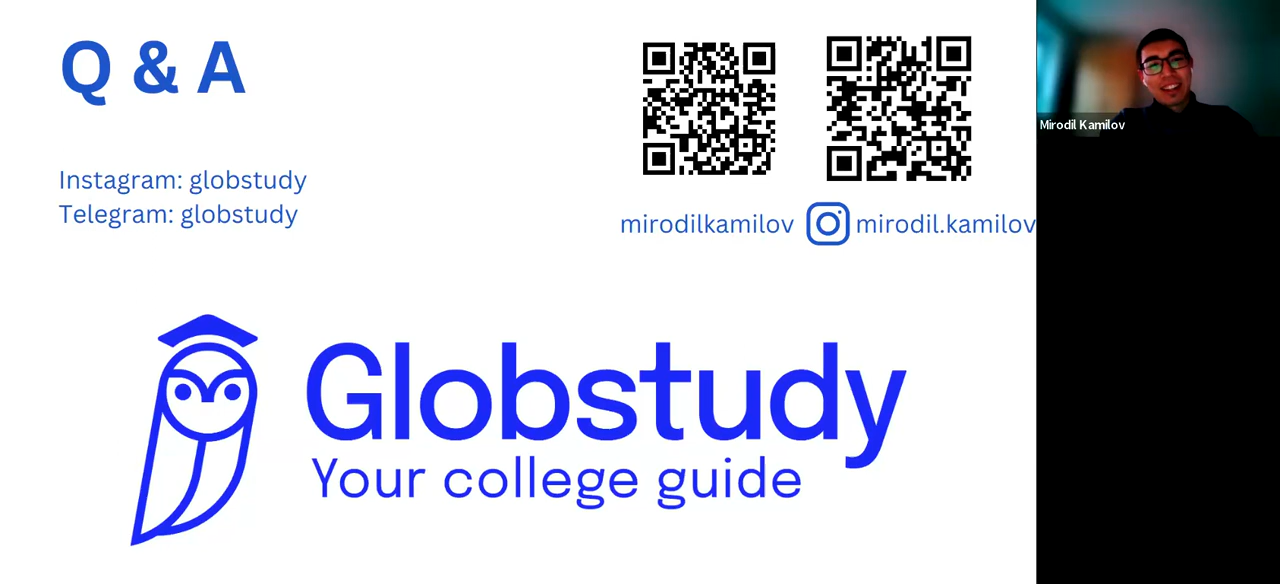 Q & A
Instagram: globstudy
Telegram: globstudy
mirodilkamilov
mirodil.kamilov
Globstudy
Your college guide
Mirodil Kamilov